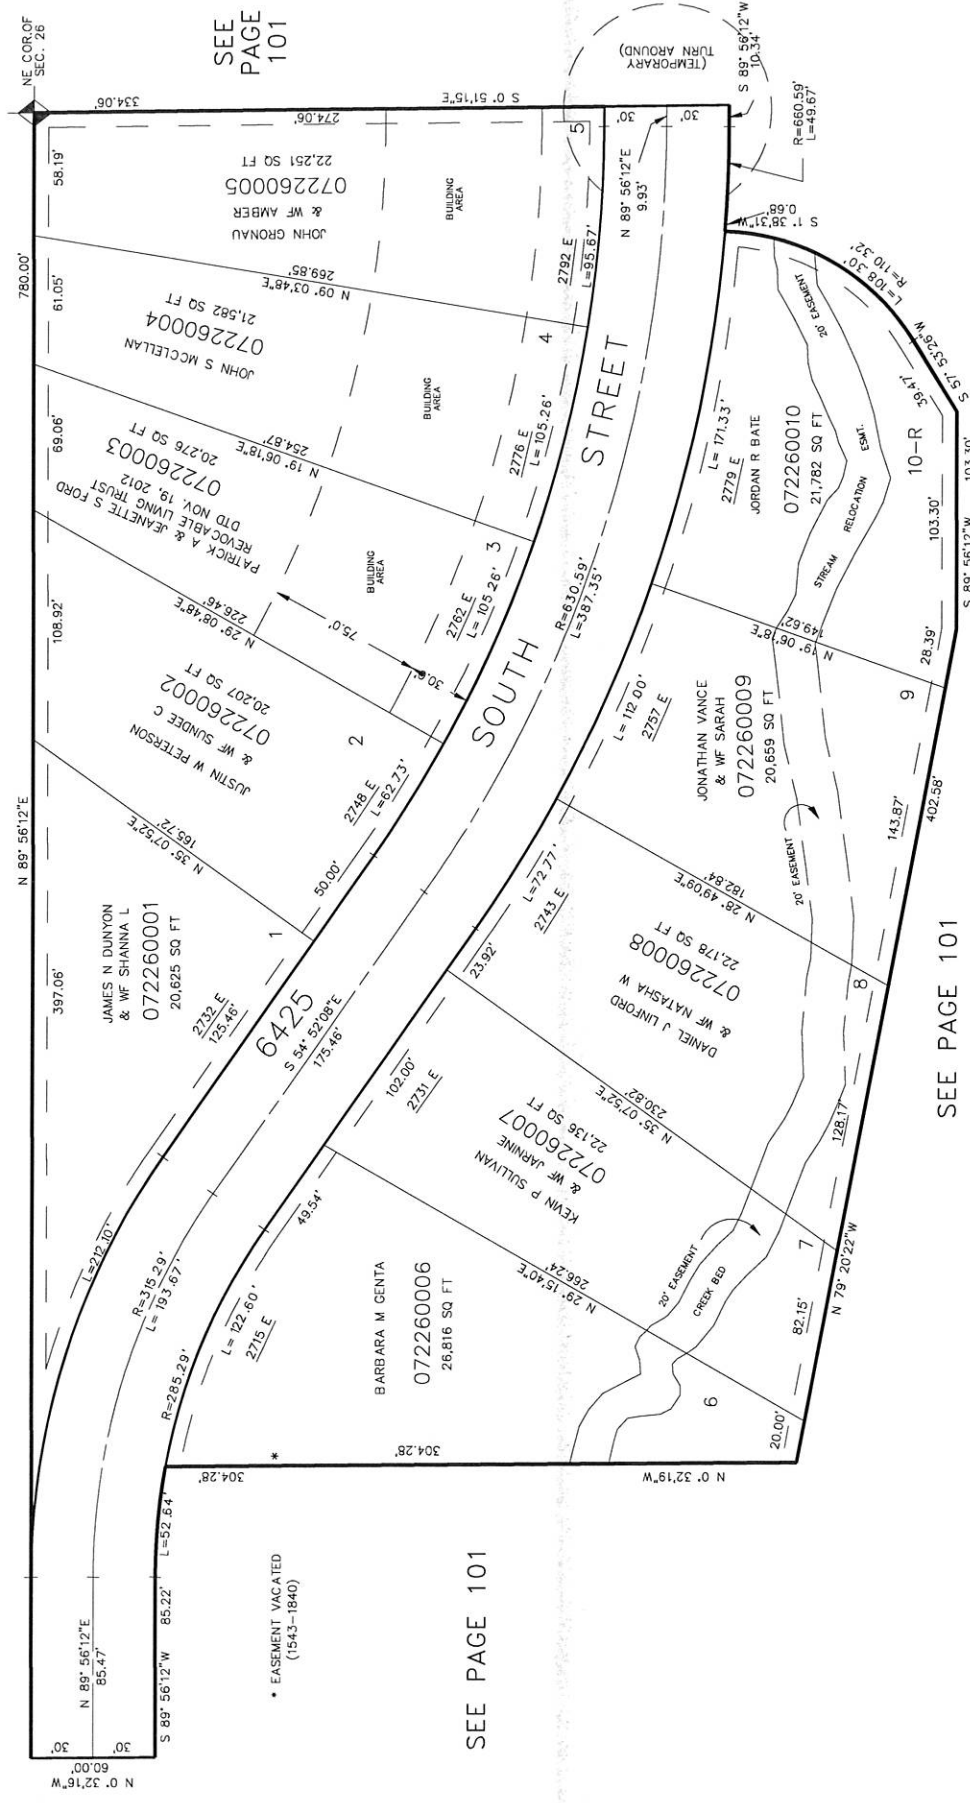 NE COR.OF
SEC. 26
SEE
PAGE
101
N 89° 56'12"E
780.00'
397.06'
108.92'
69.06'
61.05'
58.19'
334.06'
274.06'
S 0° 51'15"E
JAMES N DUNYON
& WF SHANNA L
072260001
20,625 SQ FT
1
2732 E
125.46'
N 35° 07'52"E
165.72'
JUSTIN W PETERSON
& WF SUNDEE C
072260002
20,207 SQ FT
2
2748 E
L=62.73'
50.00'
N 29° 08'48"E
226.46'
PATRICK A & JEANETTE S FORD
REVOCABLE LIVING TRUST
DTD NOV. 19, 2012
072260003
20,276 SQ FT
3
BUILDING
AREA
75.0'
2762 E
L= 105.26'
N 19° 06'18"E
254.87'
JOHN S MCCLELLAN
072260004
21,582 SQ FT
4
BUILDING
AREA
2776 E
L= 105.26'
N 09° 03'48"E
269.85'
JOHN GRONAU
& WF AMBER
072260005
22,251 SQ FT
5
BUILDING
AREA
2792 E
L=95.67'
(TEMPORARY
TURN AROUND)
30'
30'
N 89° 56'12"E
9.93'
S 89° 56'12"W
10.34'
R=660.59'
L=49.67'
S 1° 38'31"W
0.68'
R=110.32'
L=108.30'
S 57° 53'26"W
39.47'
6425
SOUTH
STREET
S 54° 52'08"E
175.46'
R=630.59'
L=387.35'
L=212.10'
R=315.29'
L= 193.67'
R=285.29'
N 89° 56'12"E
85.47'
30'
30'
60.00'
N 0° 32'16"W
S 89° 56'12"W
85.22'
L=52.64'
L= 122.60'
2715 E
49.54'
BARBARA M GENTA
072260006
26,816 SQ FT
6
304.28'
*
304.28'
N 0° 32'19"W
20.00'
* EASEMENT VACATED
(1543-1840)
SEE PAGE 101
102.00'
2731 E
N 29° 15'40"E
266.24'
KEVIN P SULLIVAN
& WF JARNINE
072260007
22,136 SQ FT
7
20' EASEMENT
CREEK BED
82.15'
N 79° 20'22"W
402.58'
N 35° 07'52"E
230.82'
23.92'
L=72.77'
2743 E
DANIEL J LINFORD
& WF NATASHA W
072260008
22,178 SQ FT
8
128.17'
N 28° 49'09"E
182.84'
L= 112.00'
2757 E
JONATHAN VANCE
& WF SARAH
072260009
20,659 SQ FT
9
20' EASEMENT
143.87'
N 19° 06'18"E
149.62'
L= 171.33'
2779 E
JORDAN R BATE
072260010
21,782 SQ FT
10-R
20' EASEMENT
STREAM RELOCATION ESMT.
28.39'
103.30'
S 89° 56'12"W 103.30'
SEE PAGE 101